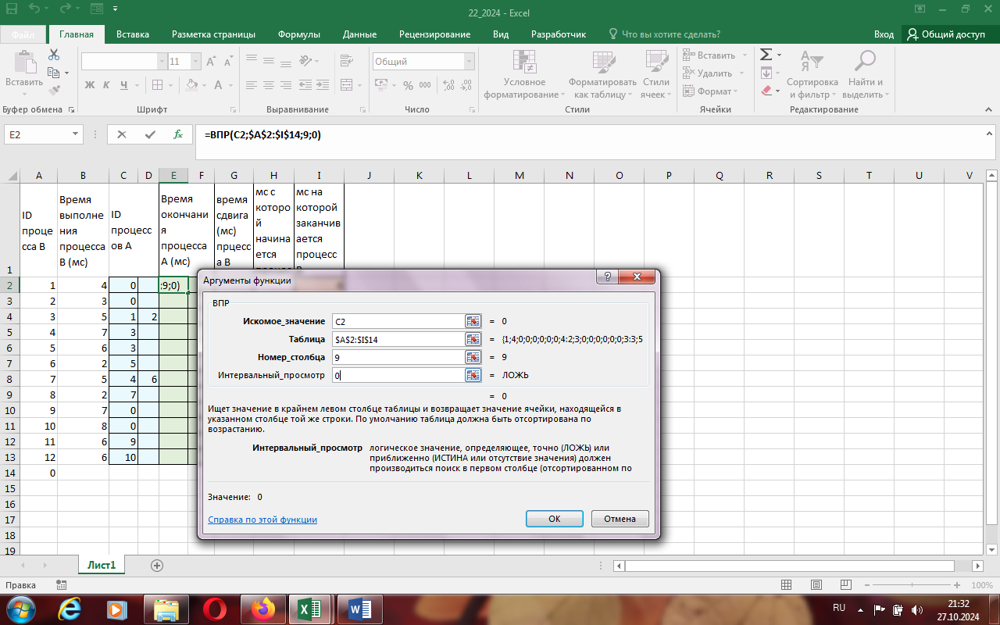 22_2024 - Excel
Файл Главная Вставка Разметка страницы Формулы Данные Рецензирование Вид Разработчик Что вы хотите сделать? Вход Общий доступ
Вставить
Буфер обмена
11
Ж К Ч А
Шрифт
Выравнивание
Общий
% 000
Число
Условное форматирование
Форматировать как таблицу
Стили ячеек
Стили
Вставить
Удалить
Формат
Ячейки
Сортировка и фильтр
Найти и выделить
Редактирование
E2 fx =ВПР(C2;$A$2:$I$14;9;0)
A B C D E F G H I J K L M N O P Q R S T U V
1 ID процесса B Время выполнения процесса B (мс) ID процессов A Время окончания процесса A (мс) время сдвига (мс) прцесса B мс с которой начинается мс на которой заканчивается процесс
2 1 4 0 ;9;0)
3 2 3 0
4 3 5 1 2
5 4 7 3
6 5 6 3
7 6 2 5
8 7 5 4 6
9 8 2 7
10 9 7 0
11 10 8 0
12 11 6 9
13 12 6 10
14 0
15
16
17
18
19
Аргументы функции
ВПР
Искомое_значение C2 = 0
Таблица $A$2:$I$14 = {1;4;0;0;0;0;0;0;4:2;3;0;0;0;0;0;0;3:3;5
Номер_столбца 9 = 9
Интервальный_просмотр 0 = ЛОЖЬ
= 0
Ищет значение в крайнем левом столбце таблицы и возвращает значение ячейки, находящейся в
указанном столбце той же строки. По умолчанию таблица должна быть отсортирована по
возрастанию.
Интервальный_просмотр логическое значение, определяющее, точно (ЛОЖЬ) или
приближенно (ИСТИНА или отсутствие значения) должен
производиться поиск в первом столбце (отсортированном по
Значение: 0
Справка по этой функции
ОК Отмена
Лист1
Правка 100%
RU 21:32
27.10.2024